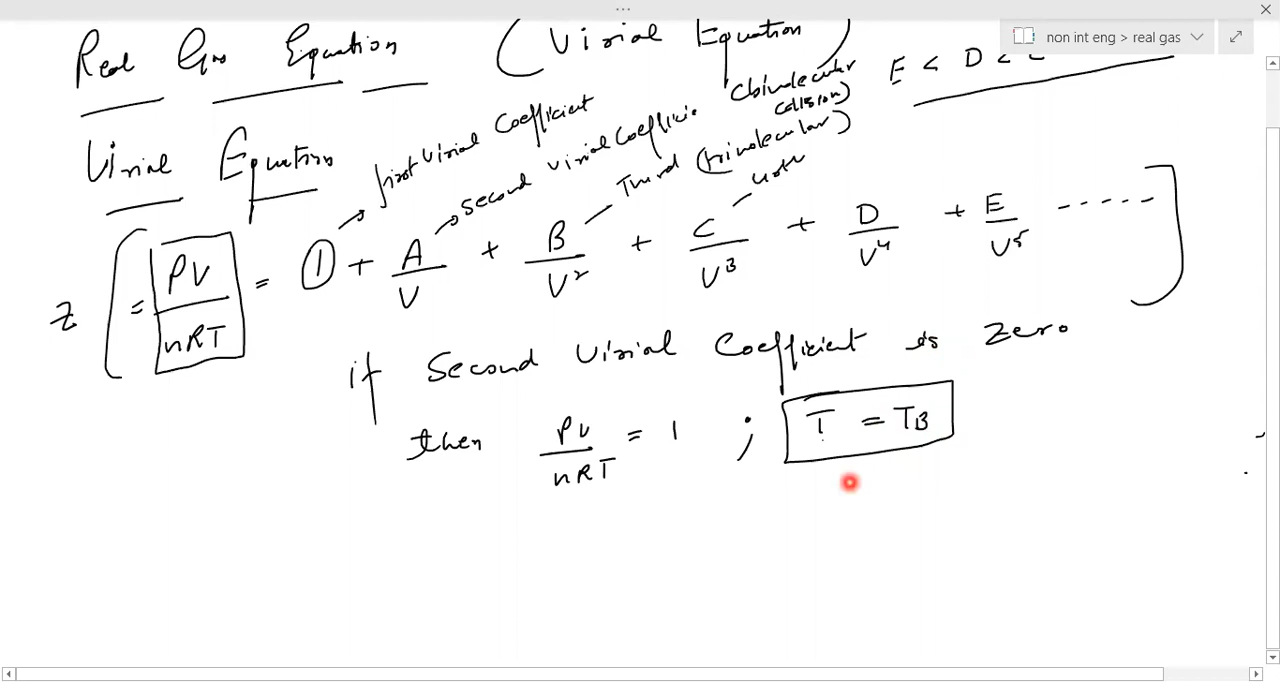 non int eng > real gas
Real Gas Equation (Virial Equation)
E < D < C
Virial Equation
first virial Coefficient
Second virial Coefficie (bimolecular collision)
Third (trimolecular)
Z [ = PV/nRT = 1 + A/V + B/V² + C/V³ + D/V⁴ + E/V⁵ ----- ]
if Second Virial Coefficient is Zero
then PV/nRT = 1 ; T = TB